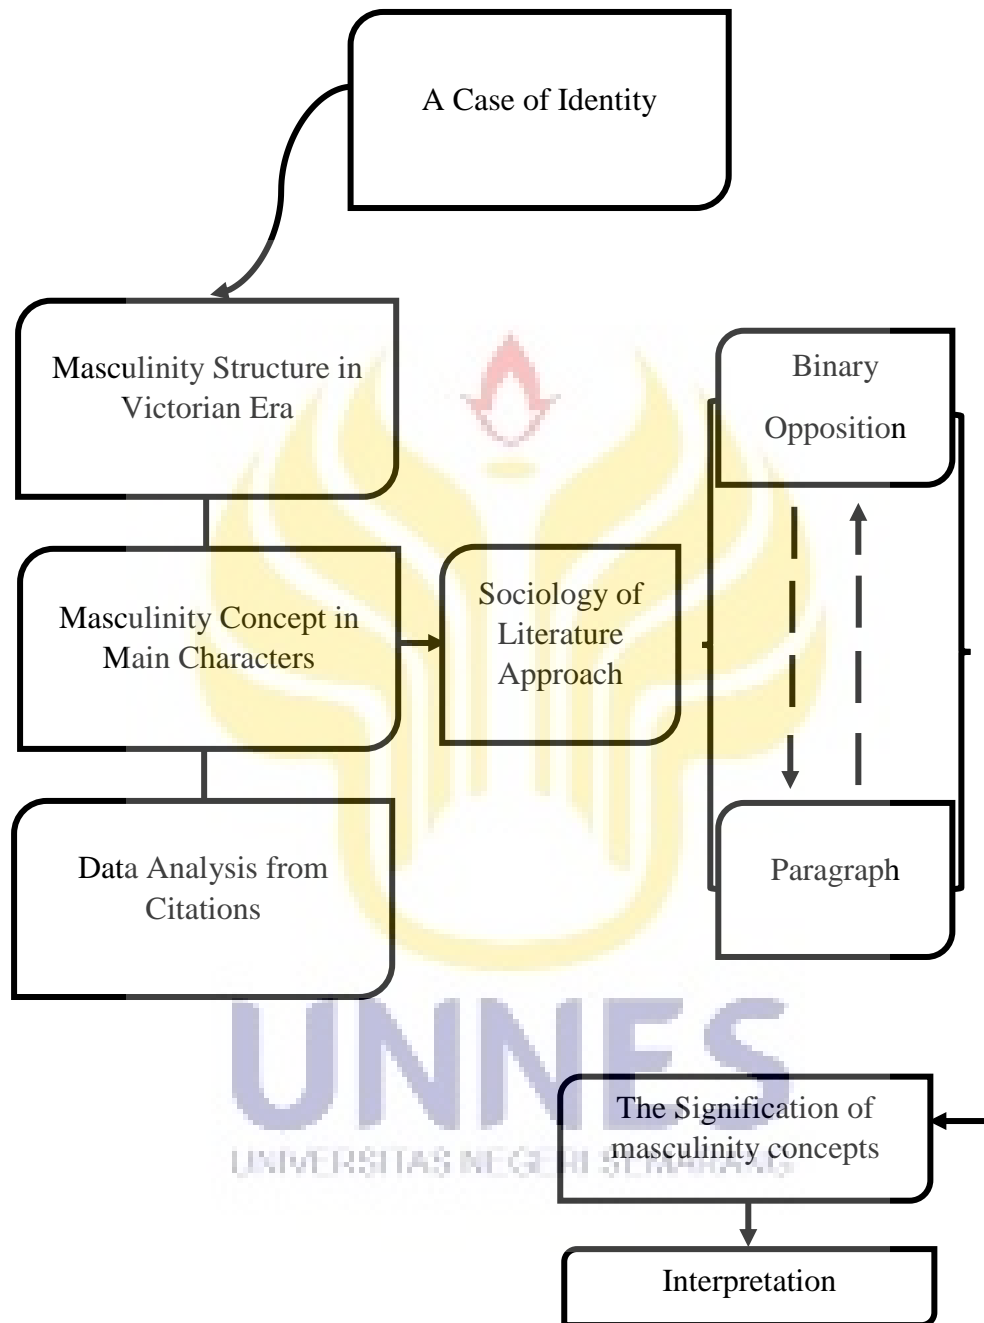 A Case of Identity
Masculinity Structure in
Victorian Era
Binary
Opposition
Masculinity Concept in
Main Characters
Sociology of
Literature
Approach
Data Analysis from
Citations
Paragraph
UNNES
UNIVERSITAS NEGERI SEMARANG
The Signification of
masculinity concepts
Interpretation